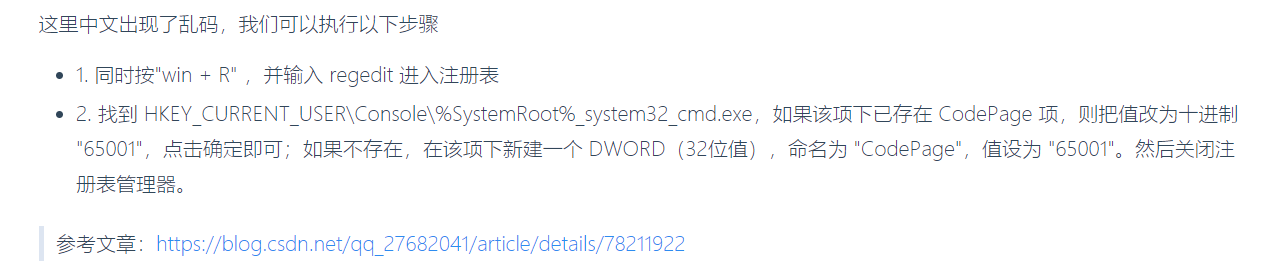 这里中文出现了乱码，我们可以执行以下步骤
1. 同时按"win + R" ，并输入 regedit 进入注册表
2. 找到 HKEY_CURRENT_USER\Console\%SystemRoot%_system32_cmd.exe，如果该项下已存在 CodePage 项，则把值改为十进制
"65001"，点击确定即可；如果不存在，在该项下新建一个 DWORD（32位值），命名为 "CodePage"，值设为 "65001"。然后关闭注
册表管理器。
参考文章：https://blog.csdn.net/qq_27682041/article/details/78211922